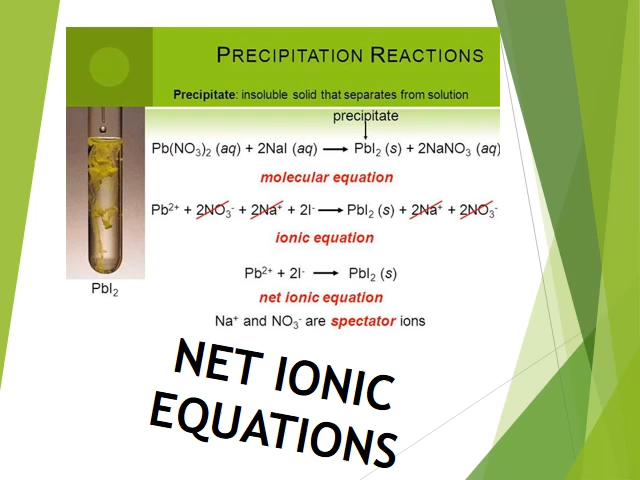 PRECIPITATION REACTIONS
Precipitate: insoluble solid that separates from solution
precipitate
Pb(NO₃)₂ (aq) + 2NaI (aq) ⟶ PbI₂ (s) + 2NaNO₃ (aq)
molecular equation
Pb²⁺ + 2NO₃⁻ + 2Na⁺ + 2I⁻ ⟶ PbI₂ (s) + 2Na⁺ + 2NO₃⁻
ionic equation
Pb²⁺ + 2I⁻ ⟶ PbI₂ (s)
net ionic equation
PbI₂
Na⁺ and NO₃⁻ are spectator ions
NET IONIC
EQUATIONS